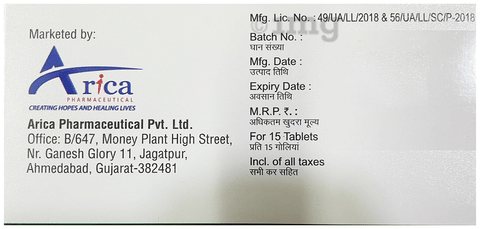 Marketed by:
Arica
PHARMACEUTICAL
CREATING HOPES AND HEALING LIVES
Arica Pharmaceutical Pvt. Ltd.
Office: B/647, Money Plant High Street,
Nr. Ganesh Glory 11, Jagatpur,
Ahmedabad, Gujarat-382481
Mfg. Lic. No.: 49/UA/LL/2018 & 56/UA/LL/SC/P-2018
Batch No.:
घान संख्या
Mfg. Date :
उत्पाद तिथि
Expiry Date :
अवसान तिथि
M.R.P. ₹. :
अधिकतम खुदरा मूल्य
For 15 Tablets
प्रति 15 गोलियां
Incl. of all taxes
सभी कर सहित